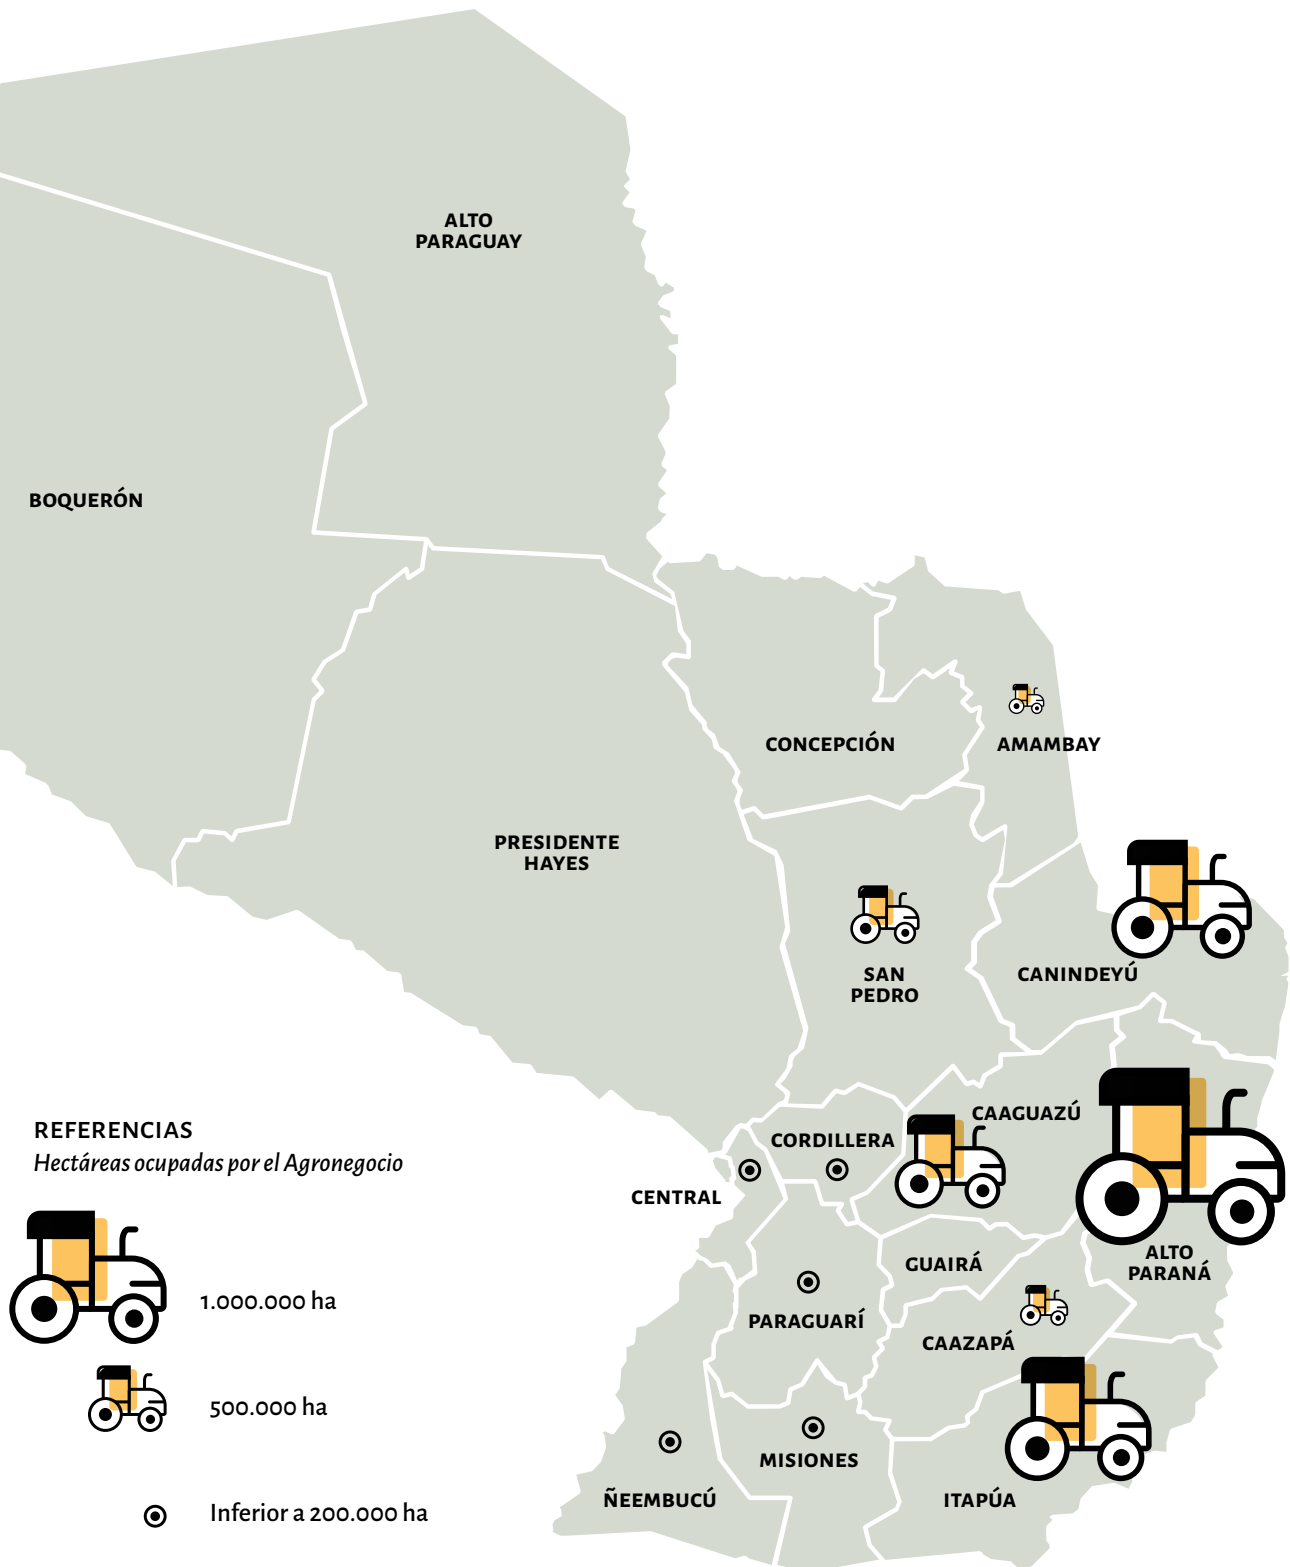 ALTO
PARAGUAY
BOQUERÓN
CONCEPCIÓN
AMAMBAY
PRESIDENTE
HAYES
SAN
PEDRO
CANINDEYÚ
CAAGUAZÚ
CORDILLERA
CENTRAL
GUAIRÁ
ALTO
PARANÁ
PARAGUARÍ
CAAZAPÁ
MISIONES
ÑEEMBUCÚ
ITAPÚA
REFERENCIAS
Hectáreas ocupadas por el Agronegocio
1.000.000 ha
500.000 ha
Inferior a 200.000 ha